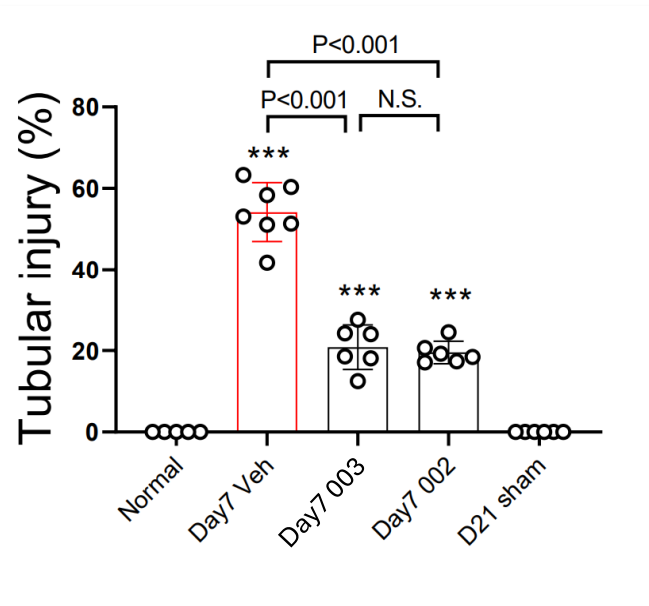 P<0.001
P<0.001 N.S.
Tubular injury (%)
80
60
40
20
0
***
***
***
Normal
Day7 Veh
Day7 003
Day7 002
D21 sham